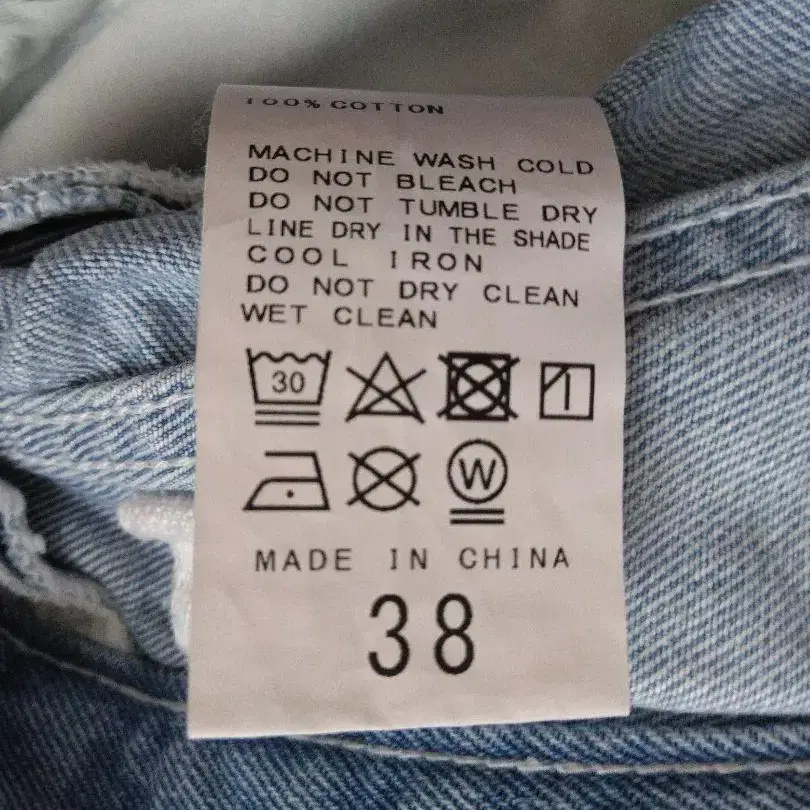 100% COTTON
MACHINE WASH COLD
DO NOT BLEACH
DO NOT TUMBLE DRY
LINE DRY IN THE SHADE
COOL IRON
DO NOT DRY CLEAN
WET CLEAN
30
W
MADE IN CHINA
38